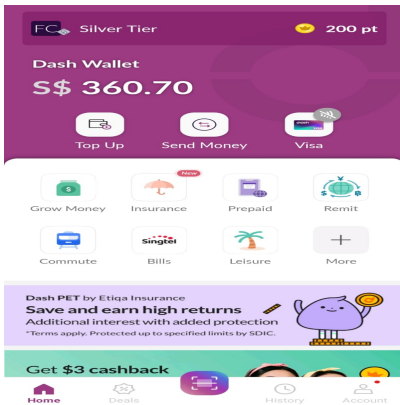 FC Silver Tier 200 pt
Dash Wallet
S$ 360.70
Top Up Send Money Visa
New
Grow Money Insurance Prepaid Remit
Singtel
Commute Bills Leisure More
Dash PET by Etiqa Insurance
Save and earn high returns
Additional interest with added protection
*Terms apply. Protected up to specified limits by SDIC.
Get $3 cashback
Home Deals History Account